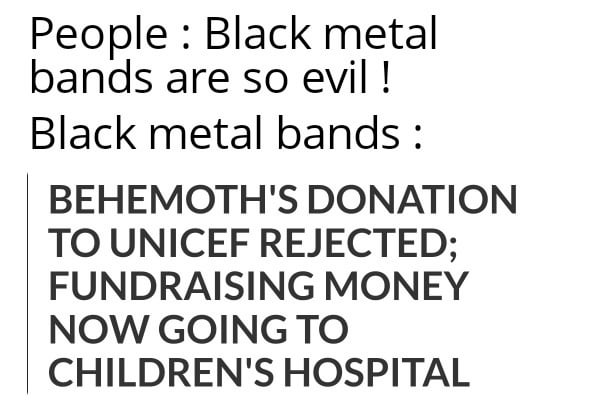 People : Black metal
bands are so evil !
Black metal bands :
BEHEMOTH'S DONATION
TO UNICEF REJECTED;
FUNDRAISING MONEY
NOW GOING TO
CHILDREN'S HOSPITAL